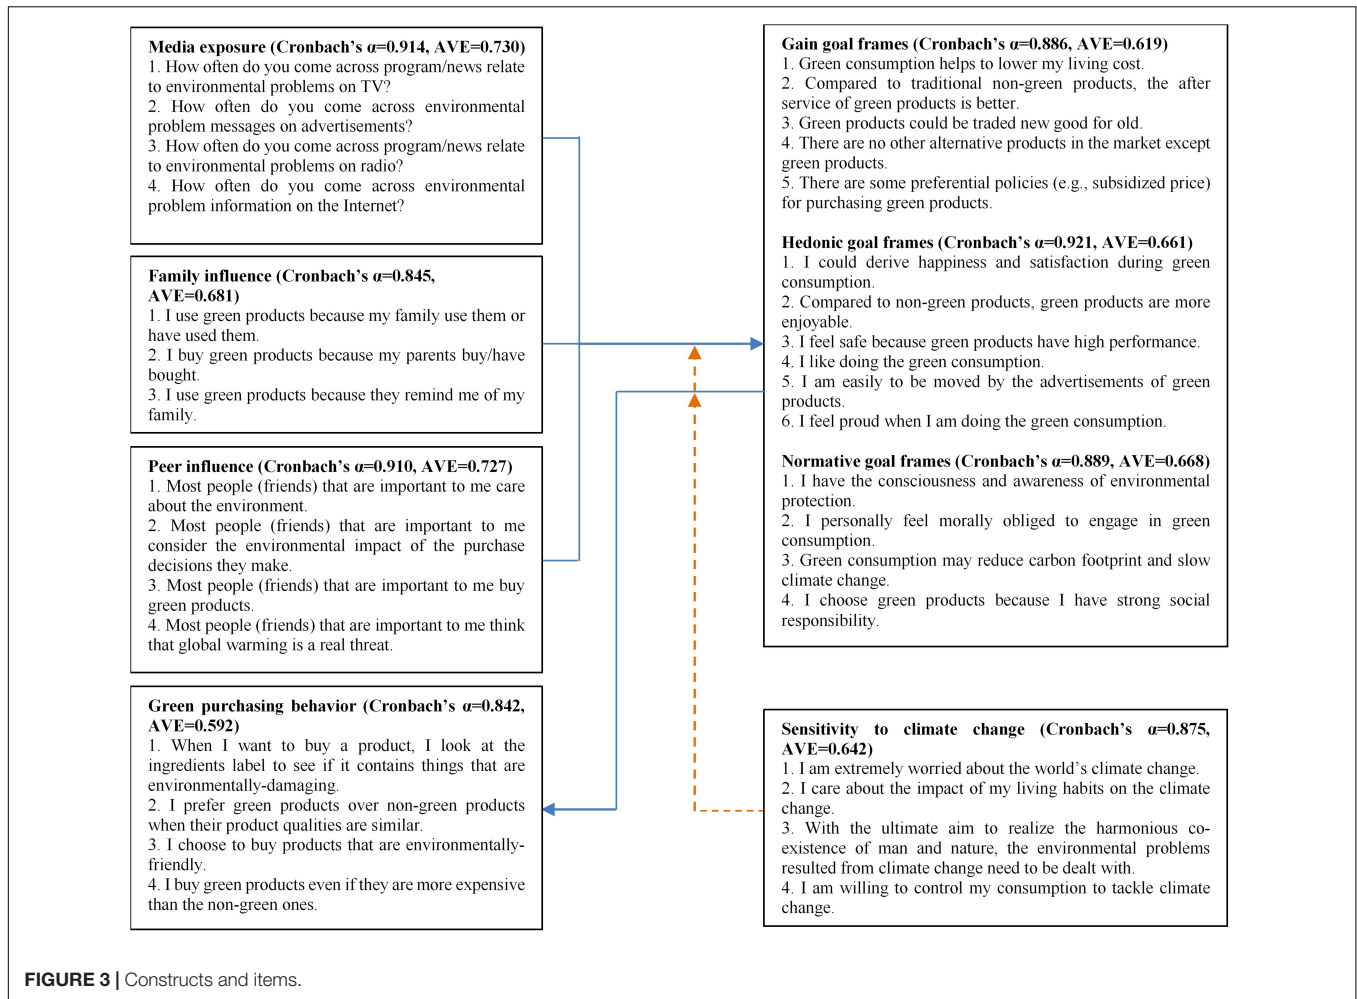 Media exposure (Cronbach's α=0.914, AVE=0.730)
1. How often do you come across program/news relate
to environmental problems on TV?
2. How often do you come across environmental
problem messages on advertisements?
3. How often do you come across program/news relate
to environmental problems on radio?
4. How often do you come across environmental
problem information on the Internet?
Family influence (Cronbach's α=0.845,
AVE=0.681)
1. I use green products because my family use them or
have used them.
2. I buy green products because my parents buy/have
bought.
3. I use green products because they remind me of my
family.
Peer influence (Cronbach's α=0.910, AVE=0.727)
1. Most people (friends) that are important to me care
about the environment.
2. Most people (friends) that are important to me
consider the environmental impact of the purchase
decisions they make.
3. Most people (friends) that are important to me buy
green products.
4. Most people (friends) that are important to me think
that global warming is a real threat.
Green purchasing behavior (Cronbach's α=0.842,
AVE=0.592)
1. When I want to buy a product, I look at the
ingredients label to see if it contains things that are
environmentally-damaging.
2. I prefer green products over non-green products
when their product qualities are similar.
3. I choose to buy products that are environmentally-
friendly.
4. I buy green products even if they are more expensive
than the non-green ones.
Gain goal frames (Cronbach's α=0.886, AVE=0.619)
1. Green consumption helps to lower my living cost.
2. Compared to traditional non-green products, the after
service of green products is better.
3. Green products could be traded new good for old.
4. There are no other alternative products in the market except
green products.
5. There are some preferential policies (e.g., subsidized price)
for purchasing green products.
Hedonic goal frames (Cronbach's α=0.921, AVE=0.661)
1. I could derive happiness and satisfaction during green
consumption.
2. Compared to non-green products, green products are more
enjoyable.
3. I feel safe because green products have high performance.
4. I like doing the green consumption.
5. I am easily to be moved by the advertisements of green
products.
6. I feel proud when I am doing the green consumption.
Normative goal frames (Cronbach's α=0.889, AVE=0.668)
1. I have the consciousness and awareness of environmental
protection.
2. I personally feel morally obliged to engage in green
consumption.
3. Green consumption may reduce carbon footprint and slow
climate change.
4. I choose green products because I have strong social
responsibility.
Sensitivity to climate change (Cronbach's α=0.875,
AVE=0.642)
1. I am extremely worried about the world's climate change.
2. I care about the impact of my living habits on the climate
change.
3. With the ultimate aim to realize the harmonious co-
existence of man and nature, the environmental problems
resulted from climate change need to be dealt with.
4. I am willing to control my consumption to tackle climate
change.
FIGURE 3 | Constructs and items.